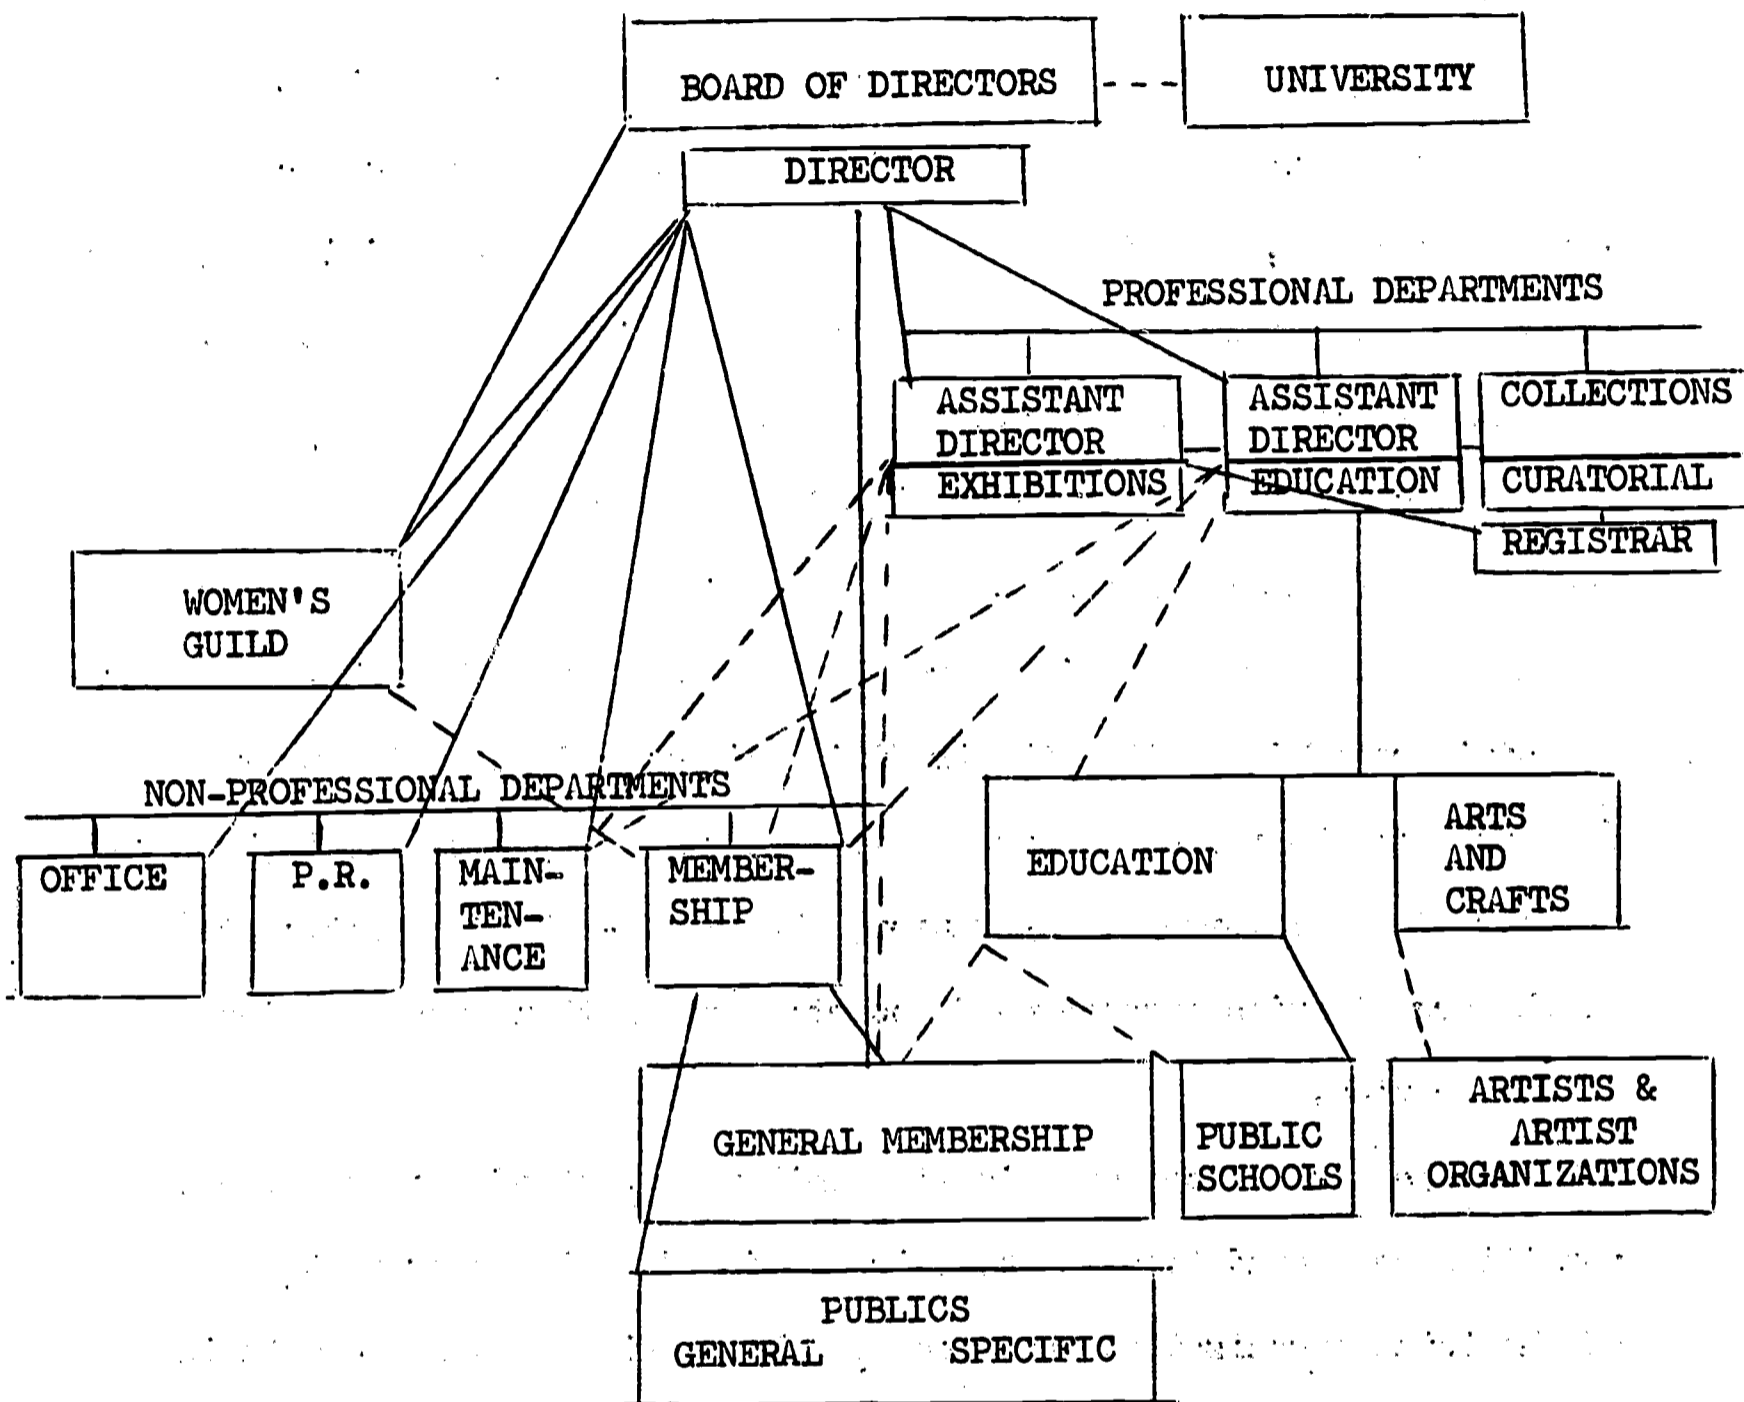 BOARD OF DIRECTORS
UNIVERSITY
DIRECTOR
PROFESSIONAL DEPARTMENTS
ASSISTANT
DIRECTOR
EXHIBITIONS
ASSISTANT
DIRECTOR
EDUCATION
COLLECTIONS
CURATORIAL
REGISTRAR
WOMEN'S
GUILD
NON-PROFESSIONAL DEPARTMENTS
OFFICE
P.R.
MAIN-
TEN-
ANCE
MEMBER-
SHIP
EDUCATION
ARTS
AND
CRAFTS
GENERAL MEMBERSHIP
PUBLIC
SCHOOLS
ARTISTS &
ARTIST
ORGANIZATIONS
PUBLICS
GENERAL SPECIFIC